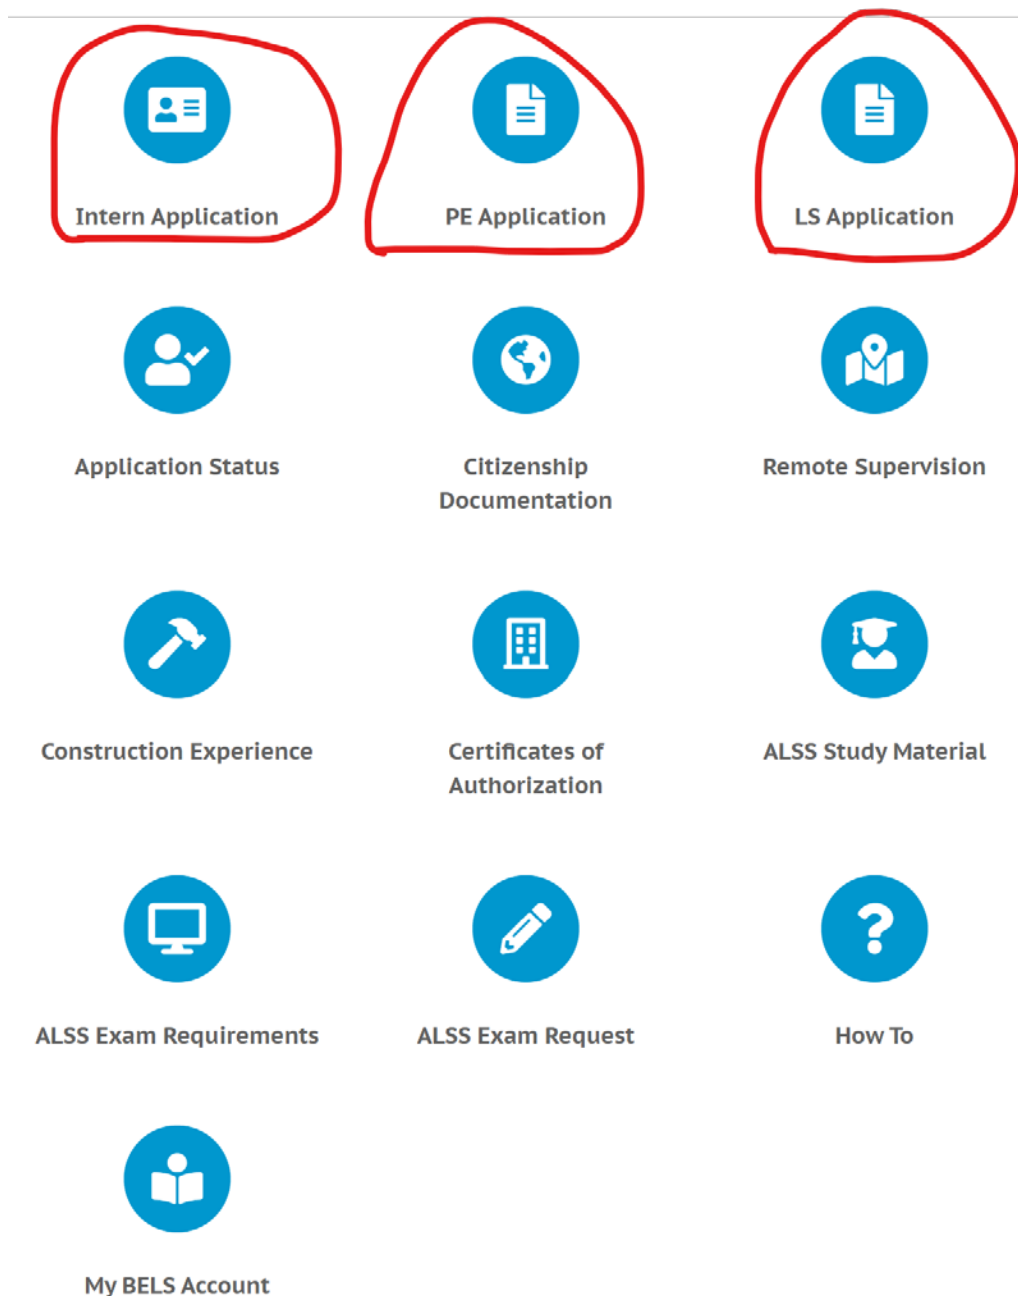 Intern Application
PE Application
LS Application
Application Status
Citizenship
Documentation
Remote Supervision
Construction Experience
Certificates of
Authorization
ALSS Study Material
ALSS Exam Requirements
ALSS Exam Request
How To
My BELS Account